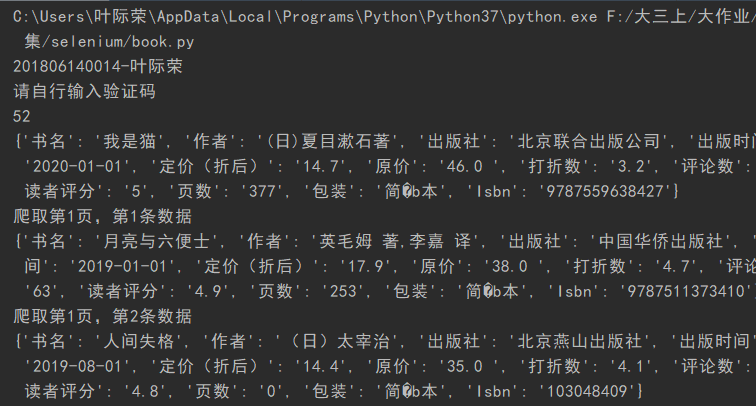 C:\Users\叶际荣\AppData\Local\Programs\Python\Python37\python.exe F:/大三上/大作业/
集/selenium/book.py
201806140014-叶际荣
请自行输入验证码
52
{'书名': '我是猫', '作者': '(日)夏目漱石著', '出版社': '北京联合出版公司', '出版时间
'2020-01-01', '定价（折后）': '14.7', '原价': '46.0 ', '打折数': '3.2', '评论数':
读者评分': '5', '页数': '377', '包装': '简�b本', 'Isbn': '9787559638427'}
爬取第1页，第1条数据
{'书名': '月亮与六便士', '作者': '英毛姆 著,李嘉 译', '出版社': '中国华侨出版社', '
间': '2019-01-01', '定价（折后）': '17.9', '原价': '38.0 ', '打折数': '4.7', '评论
'63', '读者评分': '4.9', '页数': '253', '包装': '简�b本', 'Isbn': '9787511373410'}
爬取第1页，第2条数据
{'书名': '人间失格', '作者': '（日）太宰治', '出版社': '北京燕山出版社', '出版时间'
'2019-08-01', '定价（折后）': '14.4', '原价': '35.0 ', '打折数': '4.1', '评论数':
读者评分': '4.8', '页数': '0', '包装': '简�b本', 'Isbn': '103048409'}